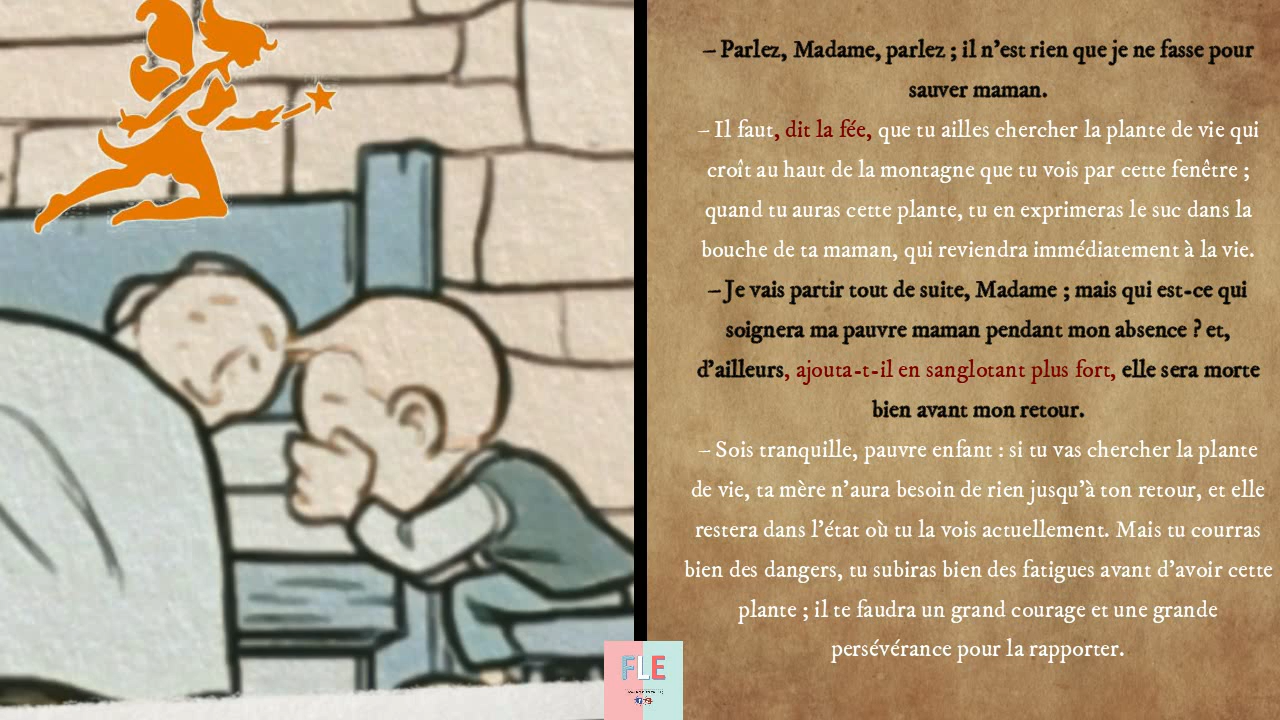 – Parlez, Madame, parlez ; il n'est rien que je ne fasse pour
sauver maman.
– Il faut, dit la fée, que tu ailles chercher la plante de vie qui
croît au haut de la montagne que tu vois par cette fenêtre ;
quand tu auras cette plante, tu en exprimeras le suc dans la
bouche de ta maman, qui reviendra immédiatement à la vie.
– Je vais partir tout de suite, Madame ; mais qui est-ce qui
soignera ma pauvre maman pendant mon absence ? et,
d'ailleurs, ajouta-t-il en sanglotant plus fort, elle sera morte
bien avant mon retour.
– Sois tranquille, pauvre enfant : si tu vas chercher la plante
de vie, ta mère n'aura besoin de rien jusqu'à ton retour, et elle
restera dans l'état où tu la vois actuellement. Mais tu courras
bien des dangers, tu subiras bien des fatigues avant d'avoir cette
plante ; il te faudra un grand courage et une grande
persévérance pour la rapporter.
FLE